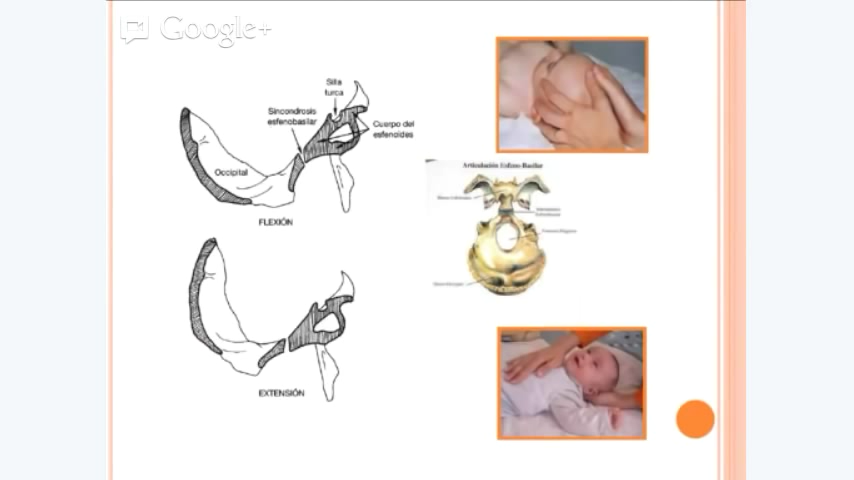 Google+
Silla
turca
Sincondrosis
esfenobasilar
Cuerpo del
esfenoides
Occipital
FLEXIÓN
Articulación Esfeno-Basilar
EXTENSIÓN